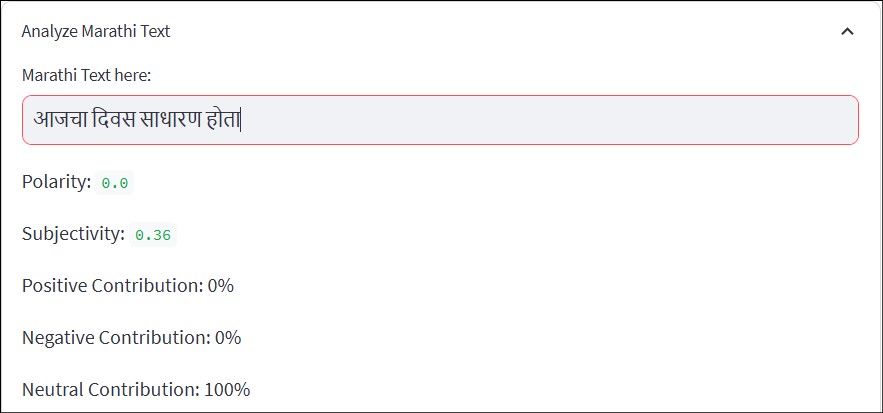 Analyze Marathi Text
Marathi Text here:
आजचा दिवस साधारण होता
Polarity: 0.0
Subjectivity: 0.36
Positive Contribution: 0%
Negative Contribution: 0%
Neutral Contribution: 100%